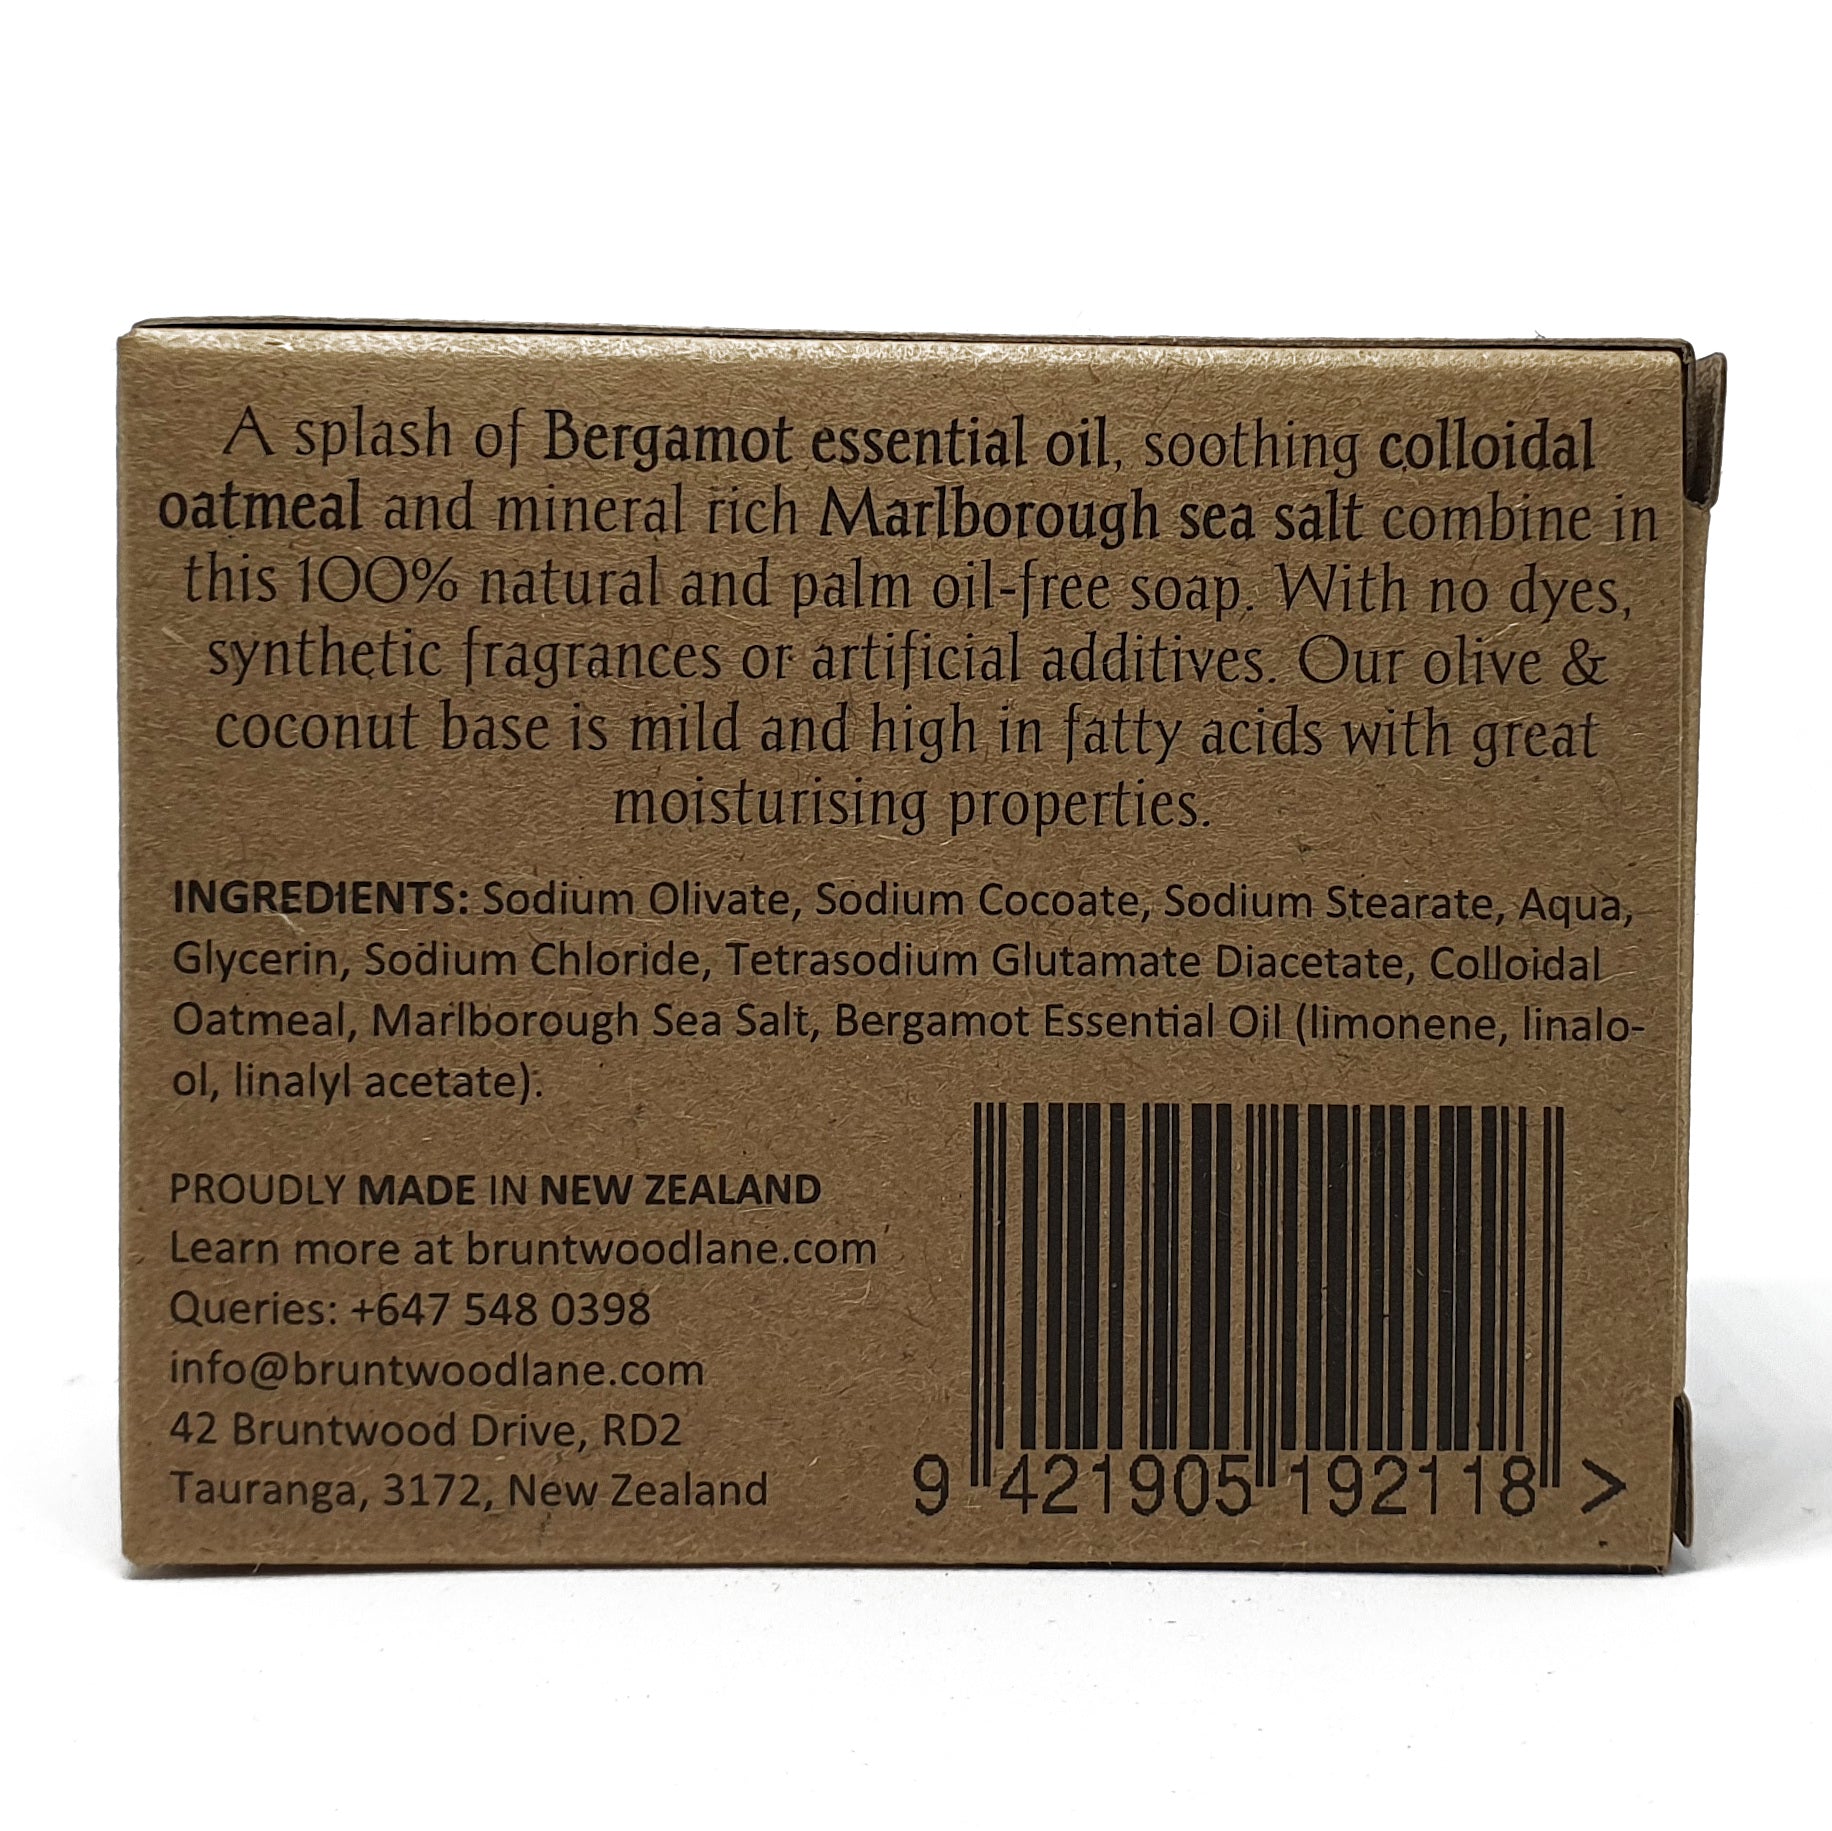 A splash of Bergamot essential oil, soothing colloidal
oatmeal and mineral rich Marlborough sea salt combine in
this 100% natural and palm oil-free soap. With no dyes,
synthetic fragrances or artificial additives. Our olive &
coconut base is mild and high in fatty acids with great
moisturising properties.
INGREDIENTS: Sodium Olivate, Sodium Cocoate, Sodium Stearate, Aqua,
Glycerin, Sodium Chloride, Tetrasodium Glutamate Diacetate, Colloidal
Oatmeal, Marlborough Sea Salt, Bergamot Essential Oil (limonene, linalo-
ol, linalyl acetate).
PROUDLY MADE IN NEW ZEALAND
Learn more at bruntwoodlane.com
Queries: +647 548 0398
info@bruntwoodlane.com
42 Bruntwood Drive, RD2
Tauranga, 3172, New Zealand
9 421905 192118 >